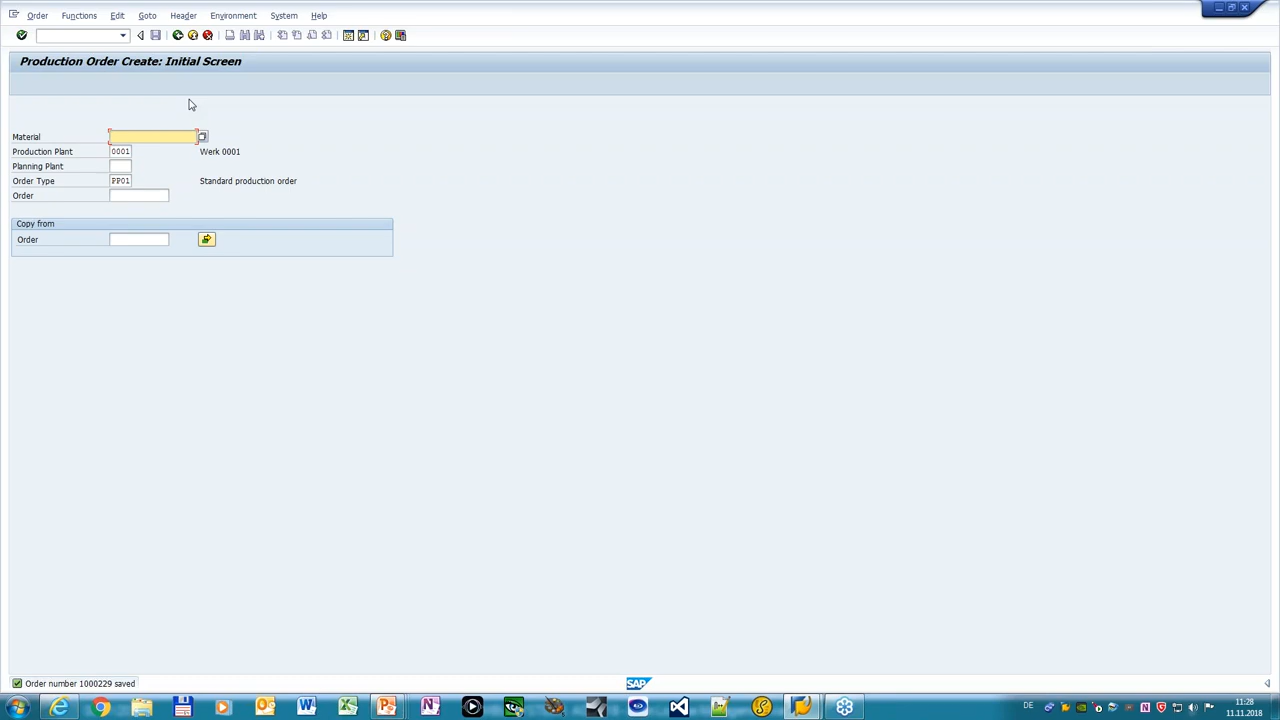 Order Edit Functions Goto Header Environment System Help
Production Order Create: Initial Screen
Material
Production Plant 0001 Werk 0001
Planning Plant
Order Type PP01 Standard production order
Order
Copy from
Order
Order number 1000229 saved
SAP
DE
11:28
11.11.2018